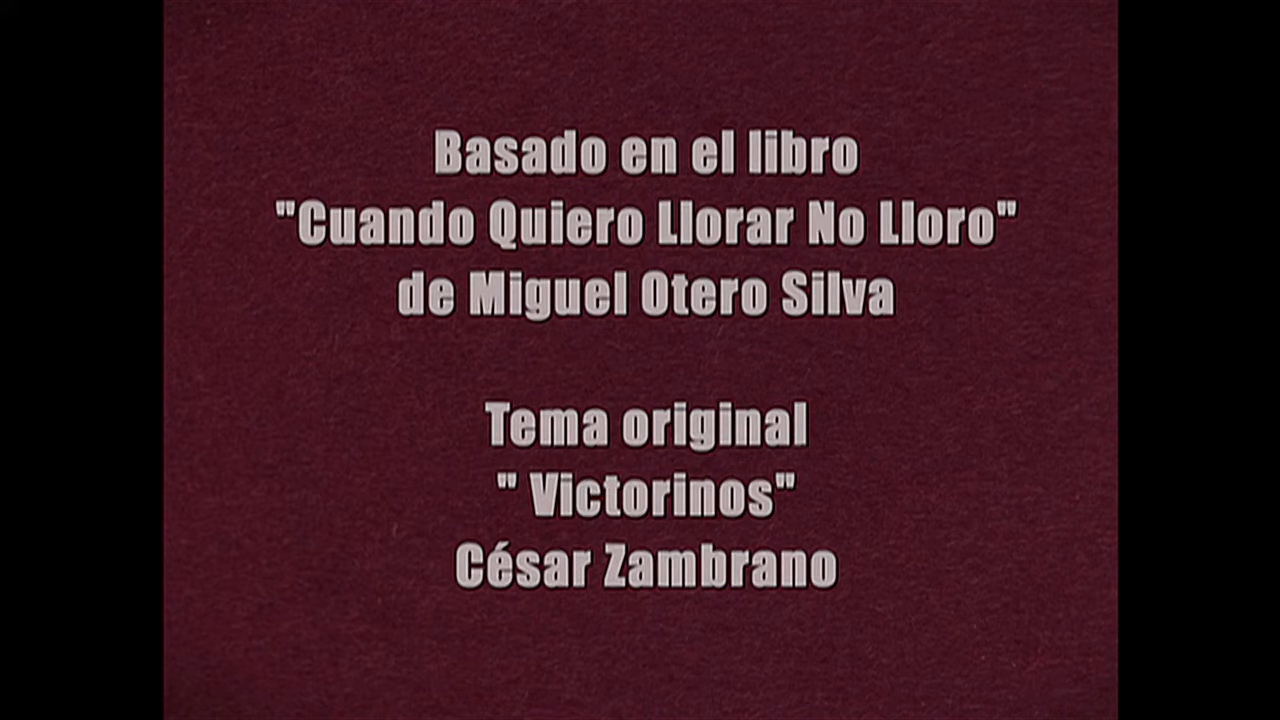 Basado en el libro
"Cuando Quiero Llorar No Lloro"
de Miguel Otero Silva
Tema original
" Victorinos"
César Zambrano